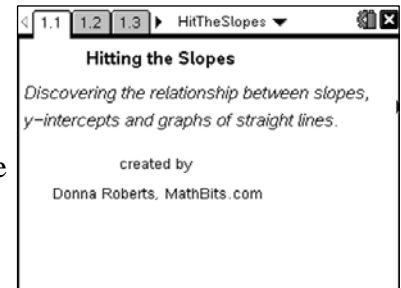 1.1 1.2 1.3 HitTheSlopes
Hitting the Slopes
Discovering the relationship between slopes,
y-intercepts and graphs of straight lines.
e
created by
Donna Roberts, MathBits.com